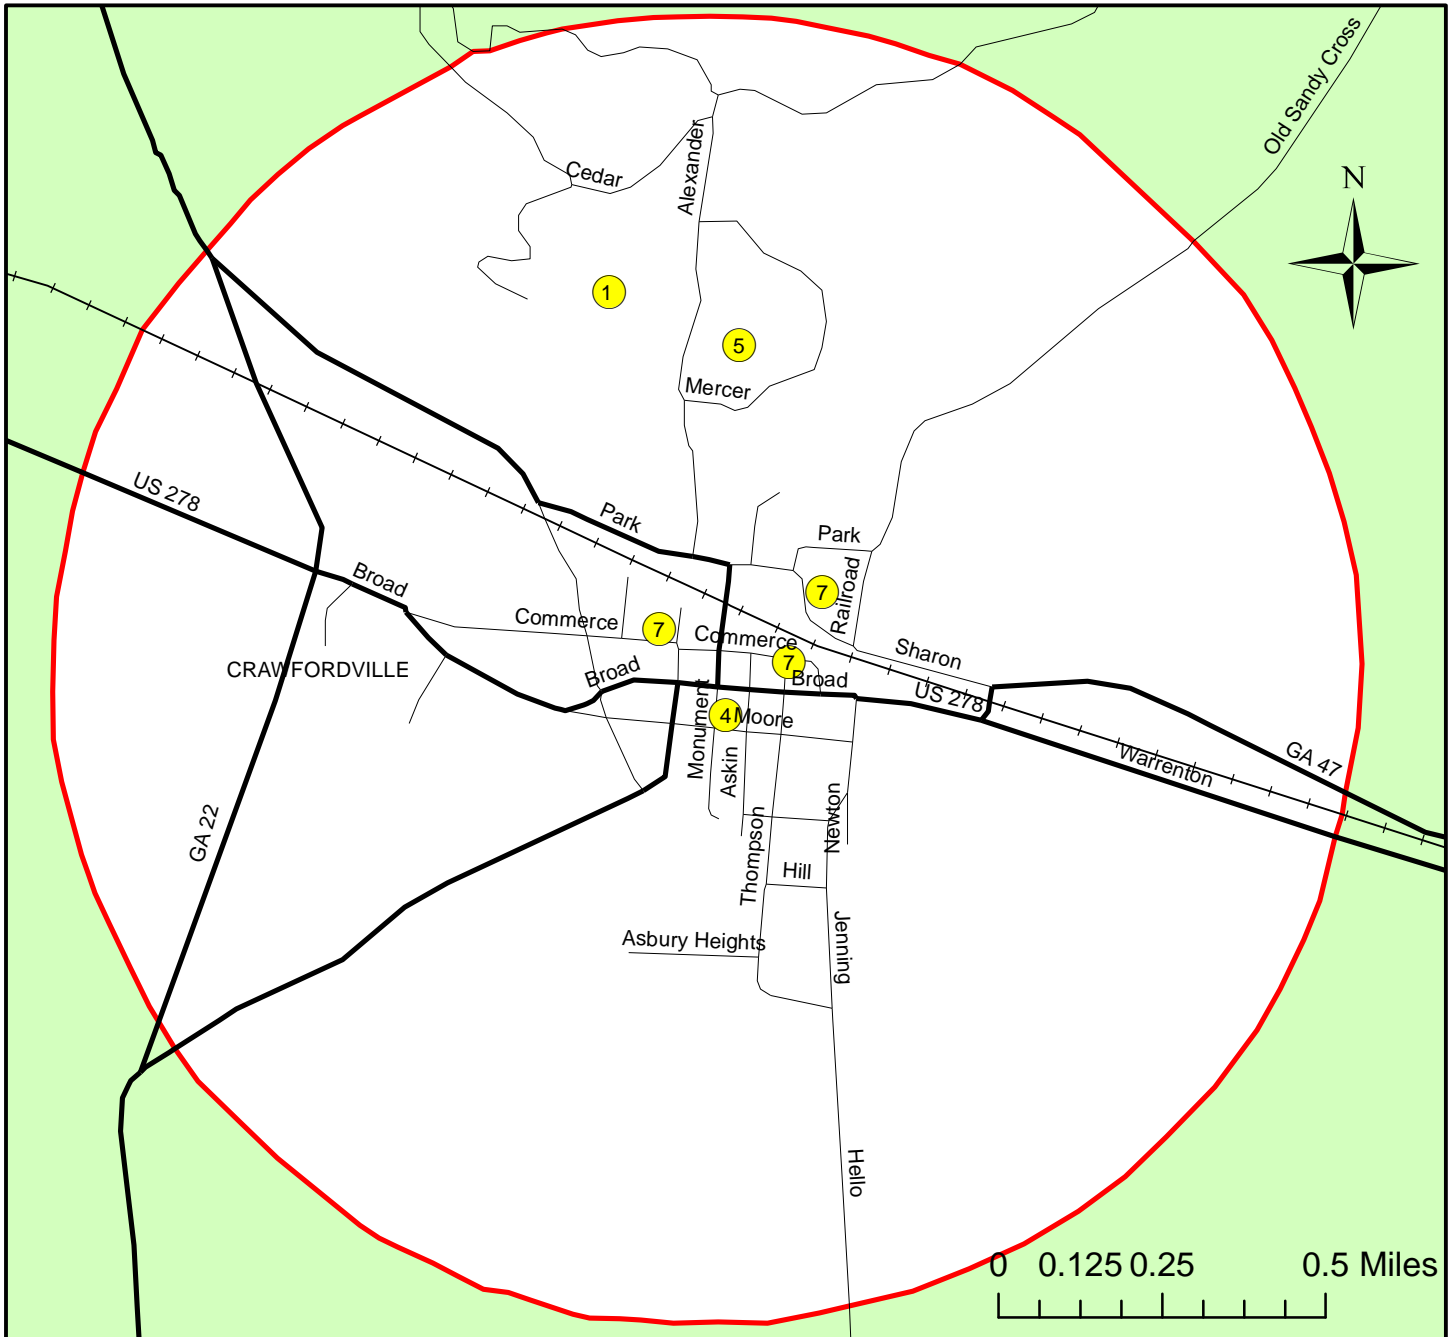 Old Sandy Cross
N
Cedar
Alexander
1
5
Mercer
US 278
Park
Park
Railroad
Broad
7
Commerce
7
Commerce
Sharon
7
CRAWFORDVILLE
Broad
Broad
US 278
Monument
4
Moore
Askin
GA 47
Warrenton
GA 22
Thompson
Newton
Hill
Jenning
Asbury Heights
Hello
0 0.125 0.25 0.5 Miles